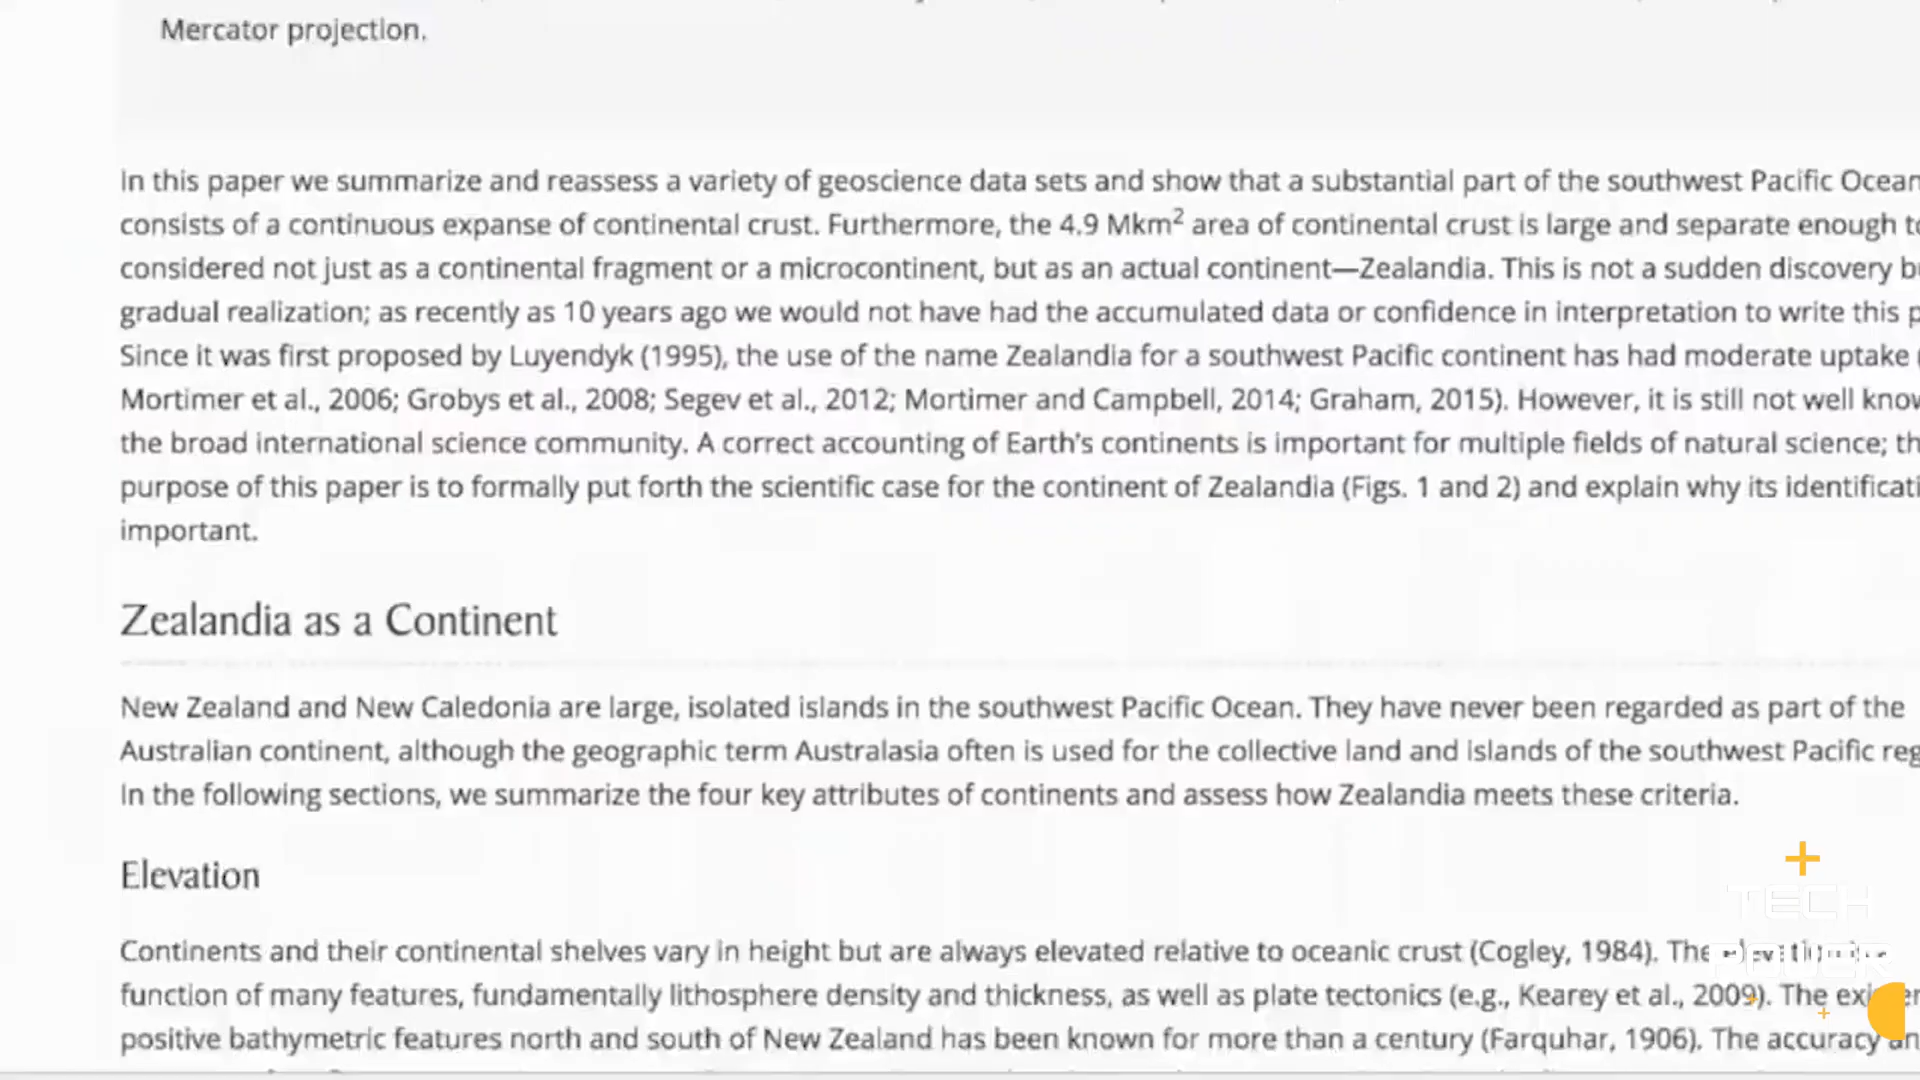 Mercator projection.
In this paper we summarize and reassess a variety of geoscience data sets and show that a substantial part of the southwest Pacific Ocean
consists of a continuous expanse of continental crust. Furthermore, the 4.9 Mkm² area of continental crust is large and separate enough
considered not just as a continental fragment or a microcontinent, but as an actual continent—Zealandia. This is not a sudden discovery
gradual realization; as recently as 10 years ago we would not have had the accumulated data or confidence in interpretation to write this
Since it was first proposed by Luyendyk (1995), the use of the name Zealandia for a southwest Pacific continent has had moderate uptake
Mortimer et al., 2006; Grobys et al., 2008; Segev et al., 2012; Mortimer and Campbell, 2014; Graham, 2015). However, it is still not well
the broad international science community. A correct accounting of Earth's continents is important for multiple fields of natural science;
purpose of this paper is to formally put forth the scientific case for the continent of Zealandia (Figs. 1 and 2) and explain why its
important.
Zealandia as a Continent
New Zealand and New Caledonia are large, isolated islands in the southwest Pacific Ocean. They have never been regarded as part of the
Australian continent, although the geographic term Australasia often is used for the collective land and islands of the southwest Pacific
In the following sections, we summarize the four key attributes of continents and assess how Zealandia meets these criteria.
Elevation
Continents and their continental shelves vary in height but are always elevated relative to oceanic crust (Cogley, 1984). The
function of many features, fundamentally lithosphere density and thickness, as well as plate tectonics (e.g., Kearey et al., 2009). The
positive bathymetric features north and south of New Zealand has been known for more than a century (Farquhar, 1906). The accuracy
TECH
POWER